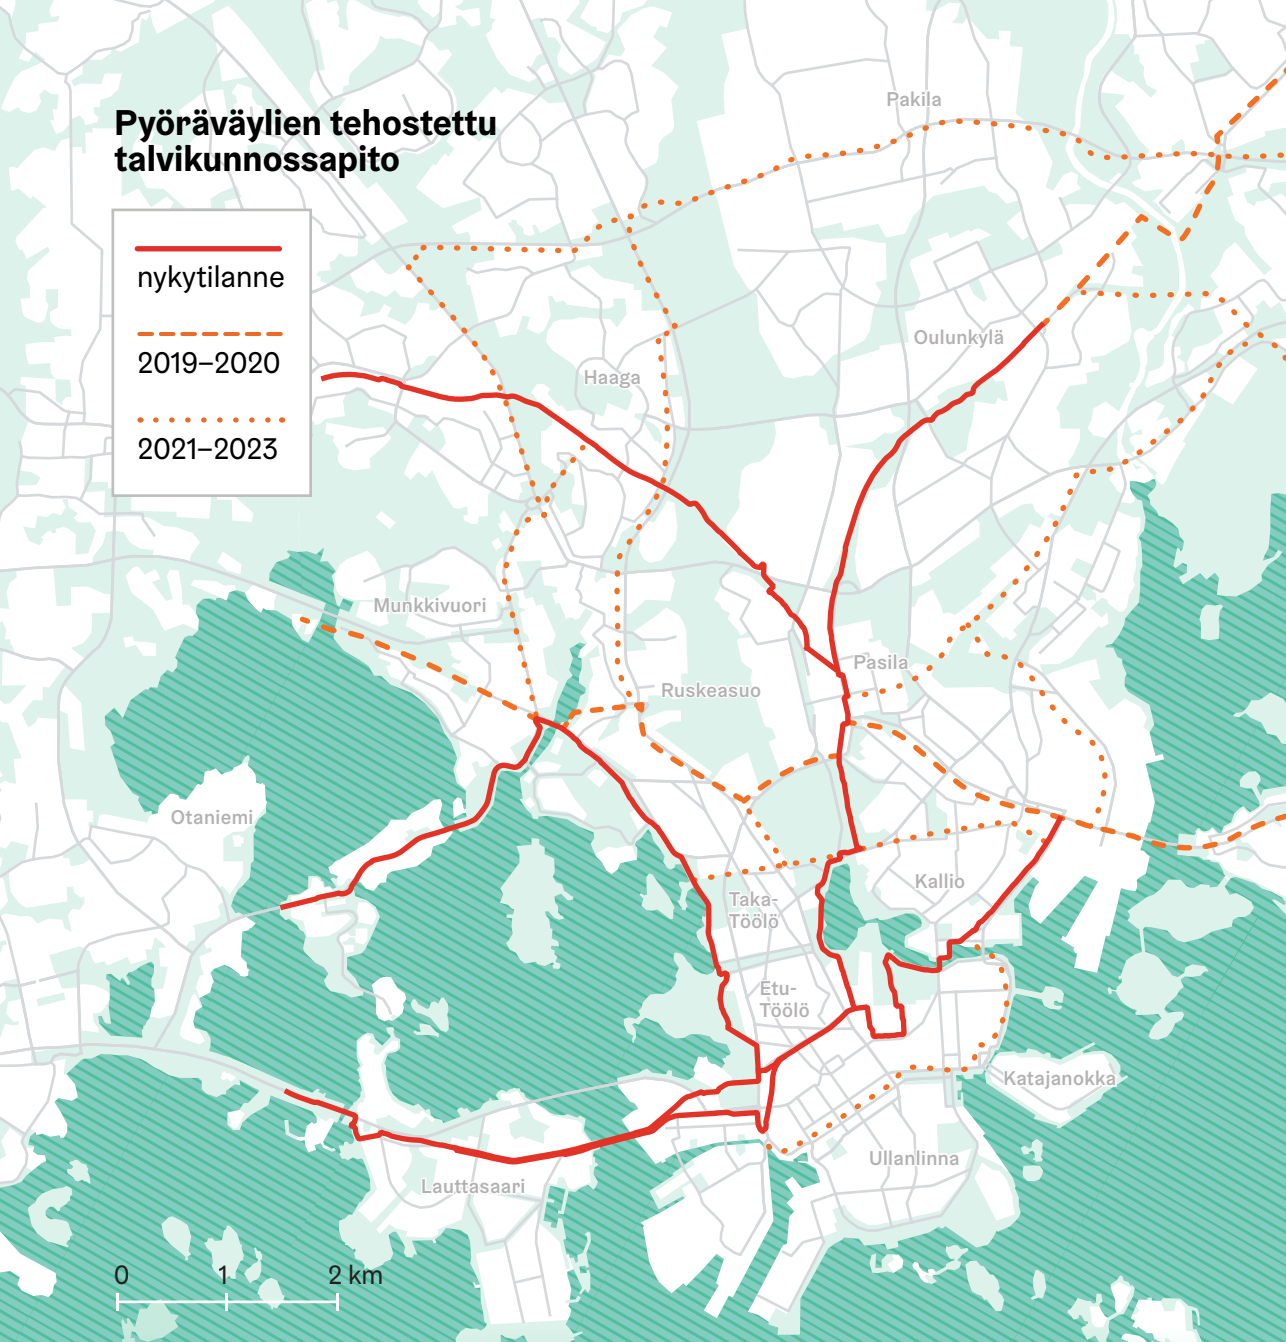 Pyöräväylien tehostettu
talvikunnossapito
nykytilanne
2019–2020
2021–2023
Pakila
Oulunkylä
Haaga
Munkkivuori
Pasila
Ruskeasuo
Otaniemi
Kallio
Taka-
Töölö
Etu-
Töölö
Katajanokka
Ullanlinna
Lauttasaari
0 1 2 km